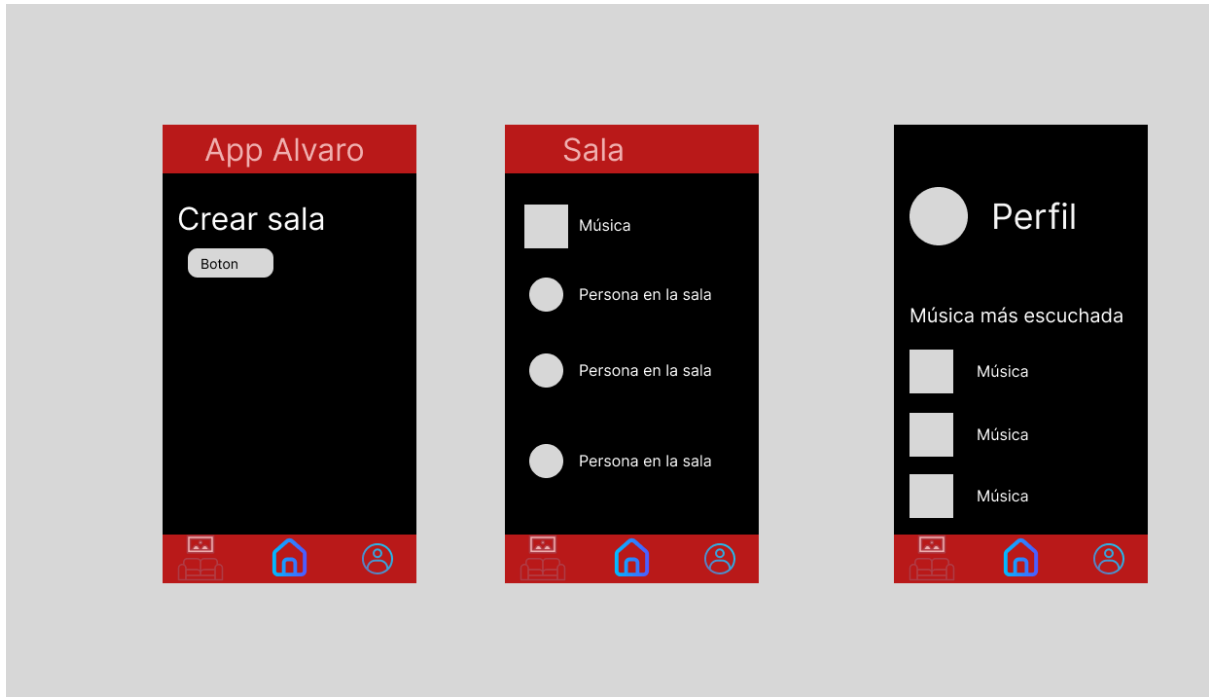 App Alvaro
Crear sala
Boton
Sala
Música
Persona en la sala
Persona en la sala
Persona en la sala
Perfil
Música más escuchada
Música
Música
Música